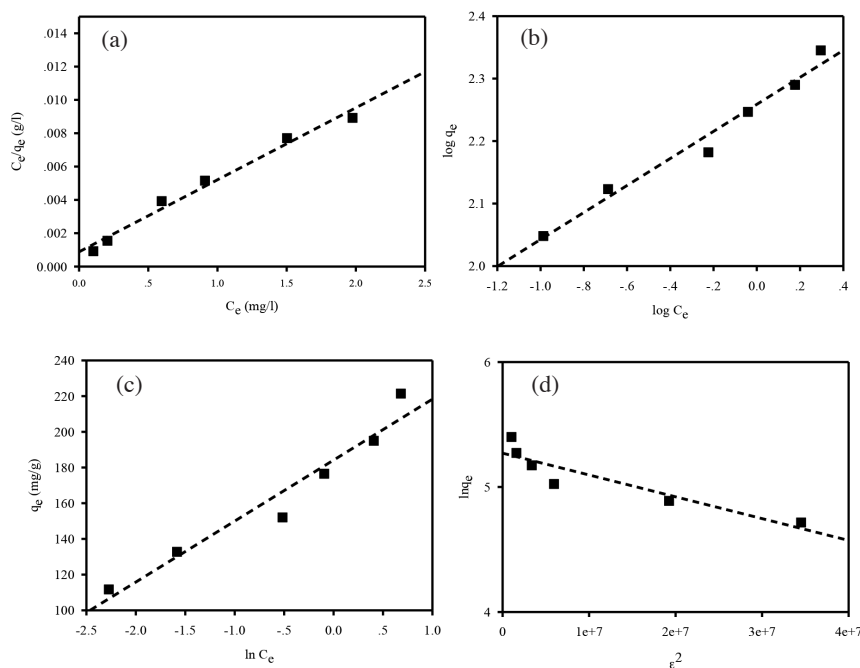 (a)
.014
.012
.010
.008
.006
.004
.002
0.000
Ce/qe (g/l)
0.0 .5 1.0 1.5 2.0 2.5
Ce (mg/l)
(b)
2.4
2.3
2.2
2.1
2.0
log qe
-1.2 -1.0 -.8 -.6 -.4 -.2 0.0 .2 .4
log Ce
(c)
240
220
200
180
160
140
120
100
qe (mg/g)
-2.5 -2.0 -1.5 -1.0 -.5 0.0 .5 1.0
ln Ce
(d)
6
5
4
lnqe
0 1e+7 2e+7 3e+7 4e+7
ε2